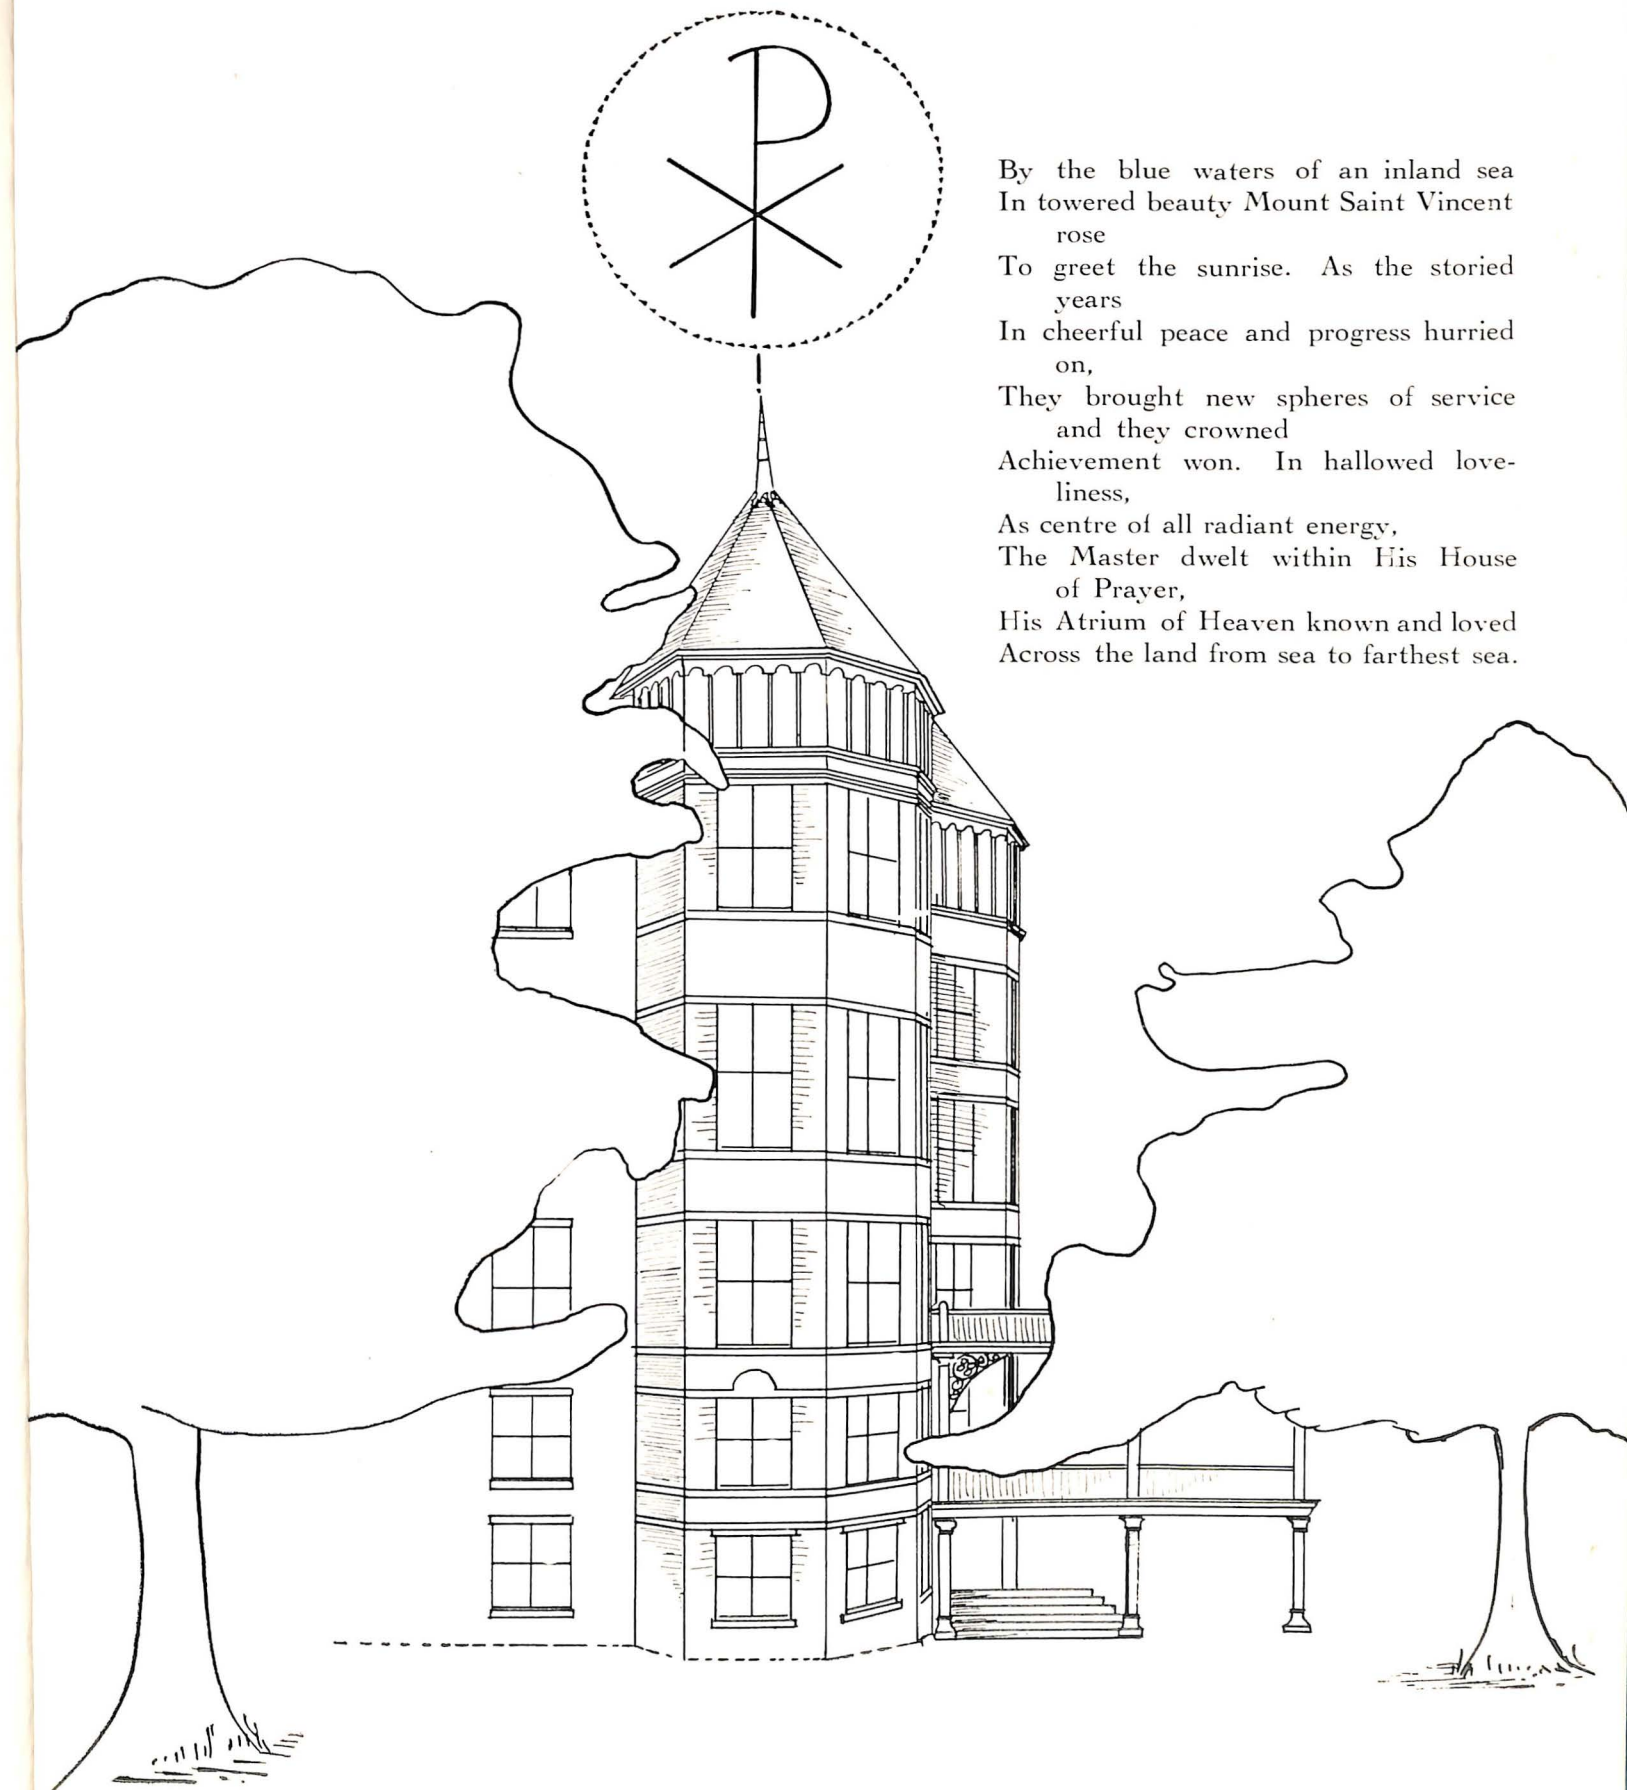 By the blue waters of an inland sea
In towered beauty Mount Saint Vincent
rose
To greet the sunrise. As the storied
years
In cheerful peace and progress hurried
on,
They brought new spheres of service
and they crowned
Achievement won. In hallowed love-
liness,
As centre of all radiant energy,
The Master dwelt within His House
of Prayer,
His Atrium of Heaven known and loved
Across the land from sea to farthest sea.